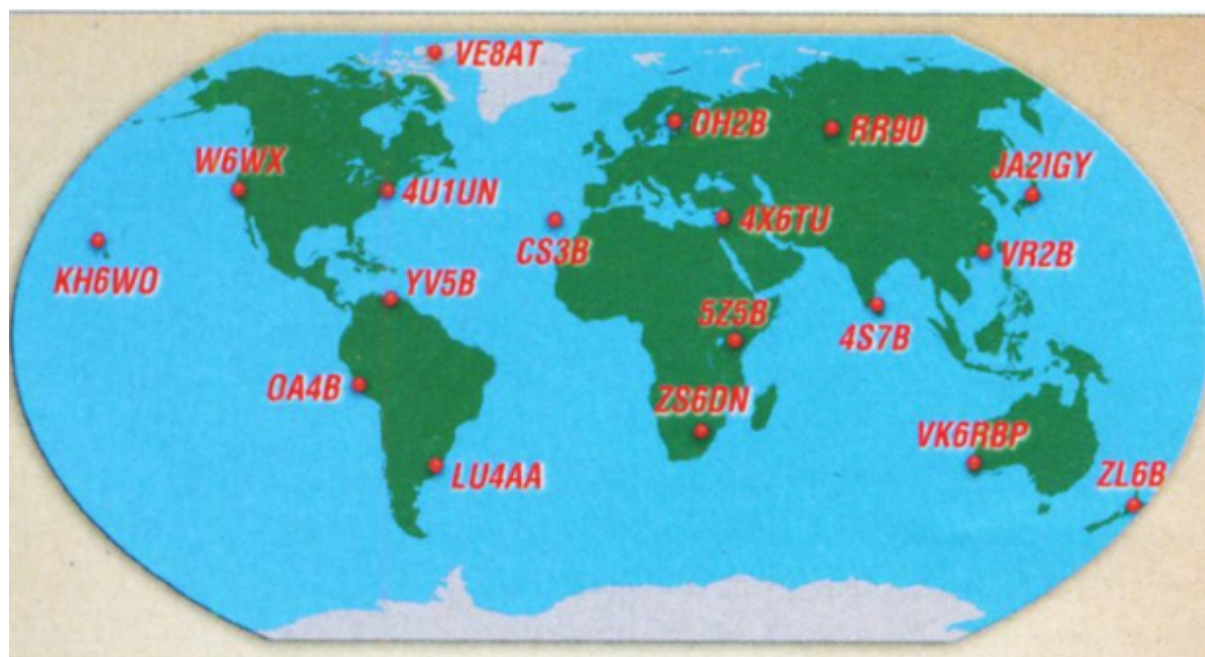 VE8AT
OH2B
RR90
W6WX
4U1UN
JA2IGY
CS3B
4X6TU
KH6WO
YV5B
VR2B
5Z5B
4S7B
OA4B
ZS6DN
VK6RBP
LU4AA
ZL6B